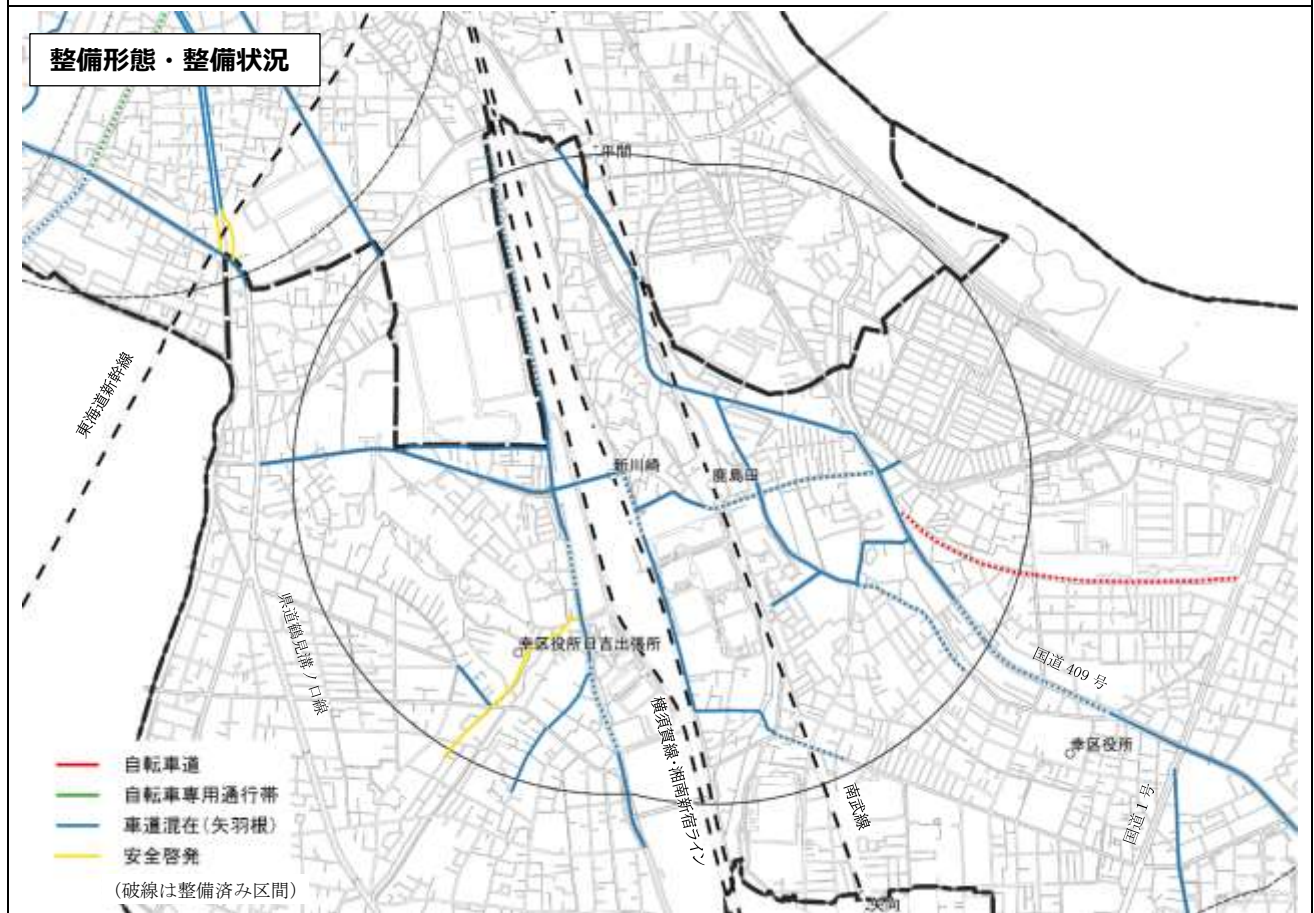 整備形態・整備状況
平間
東海道新幹線
新川崎
鹿島田
県道鶴見溝ノ口線
幸区役所日吉出張所
国道 409 号
横須賀線・湘南新宿ライン
幸区役所
南武線
国道 1 号
自転車道
自転車専用通行帯
車道混在(矢羽根)
安全啓発
(破線は整備済み区間)
矢向